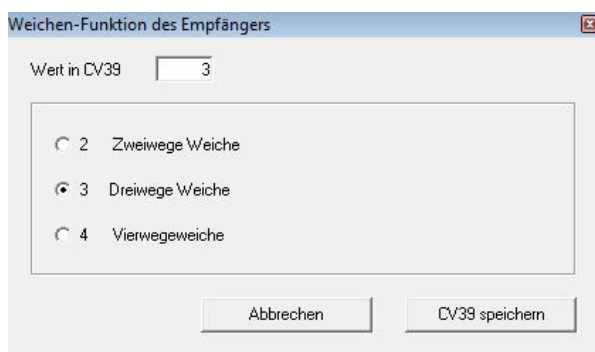 Weichen-Funktion des Empfängers
Wert in CV39 3
2 Zweiwege Weiche
3 Dreiwege Weiche
4 Vierwegeweiche
Abbrechen CV39 speichern